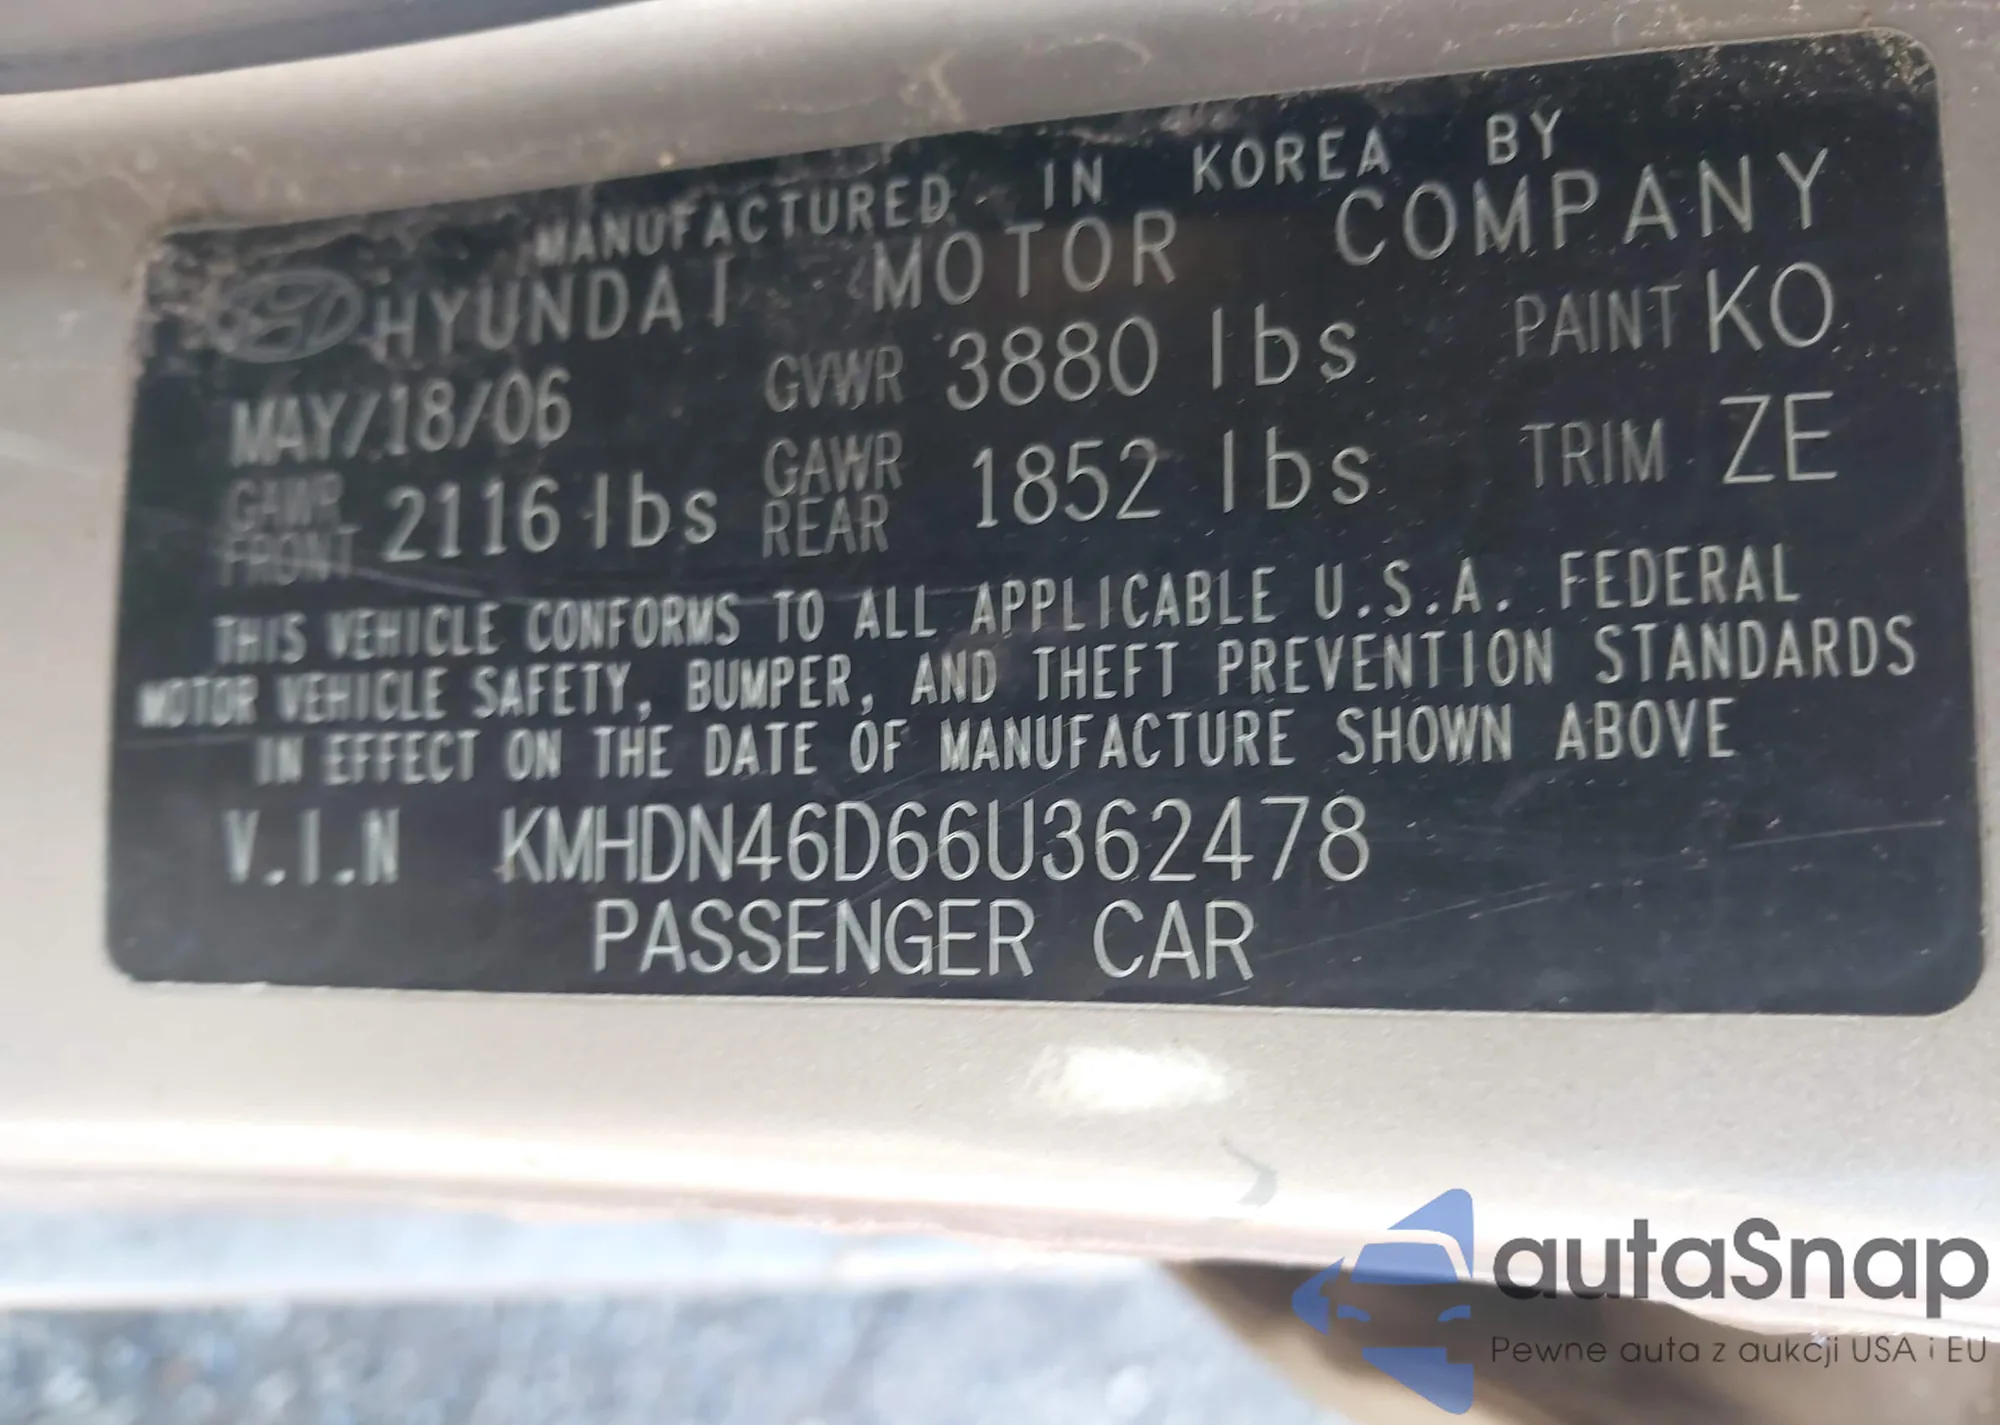 MANUFACTURED IN KOREA BY
HYUNDAI MOTOR COMPANY
MAY/18/06 GVWR 3880 lbs PAINT KO
GAWR FRONT 2116 lbs GAWR REAR 1852 lbs TRIM ZE
THIS VEHICLE CONFORMS TO ALL APPLICABLE U.S.A. FEDERAL
MOTOR VEHICLE SAFETY, BUMPER, AND THEFT PREVENTION STANDARDS
IN EFFECT ON THE DATE OF MANUFACTURE SHOWN ABOVE
V.I.N KMHDN46D66U362478
PASSENGER CAR
autaSnap
Pewne auta z aukcji USA i EU